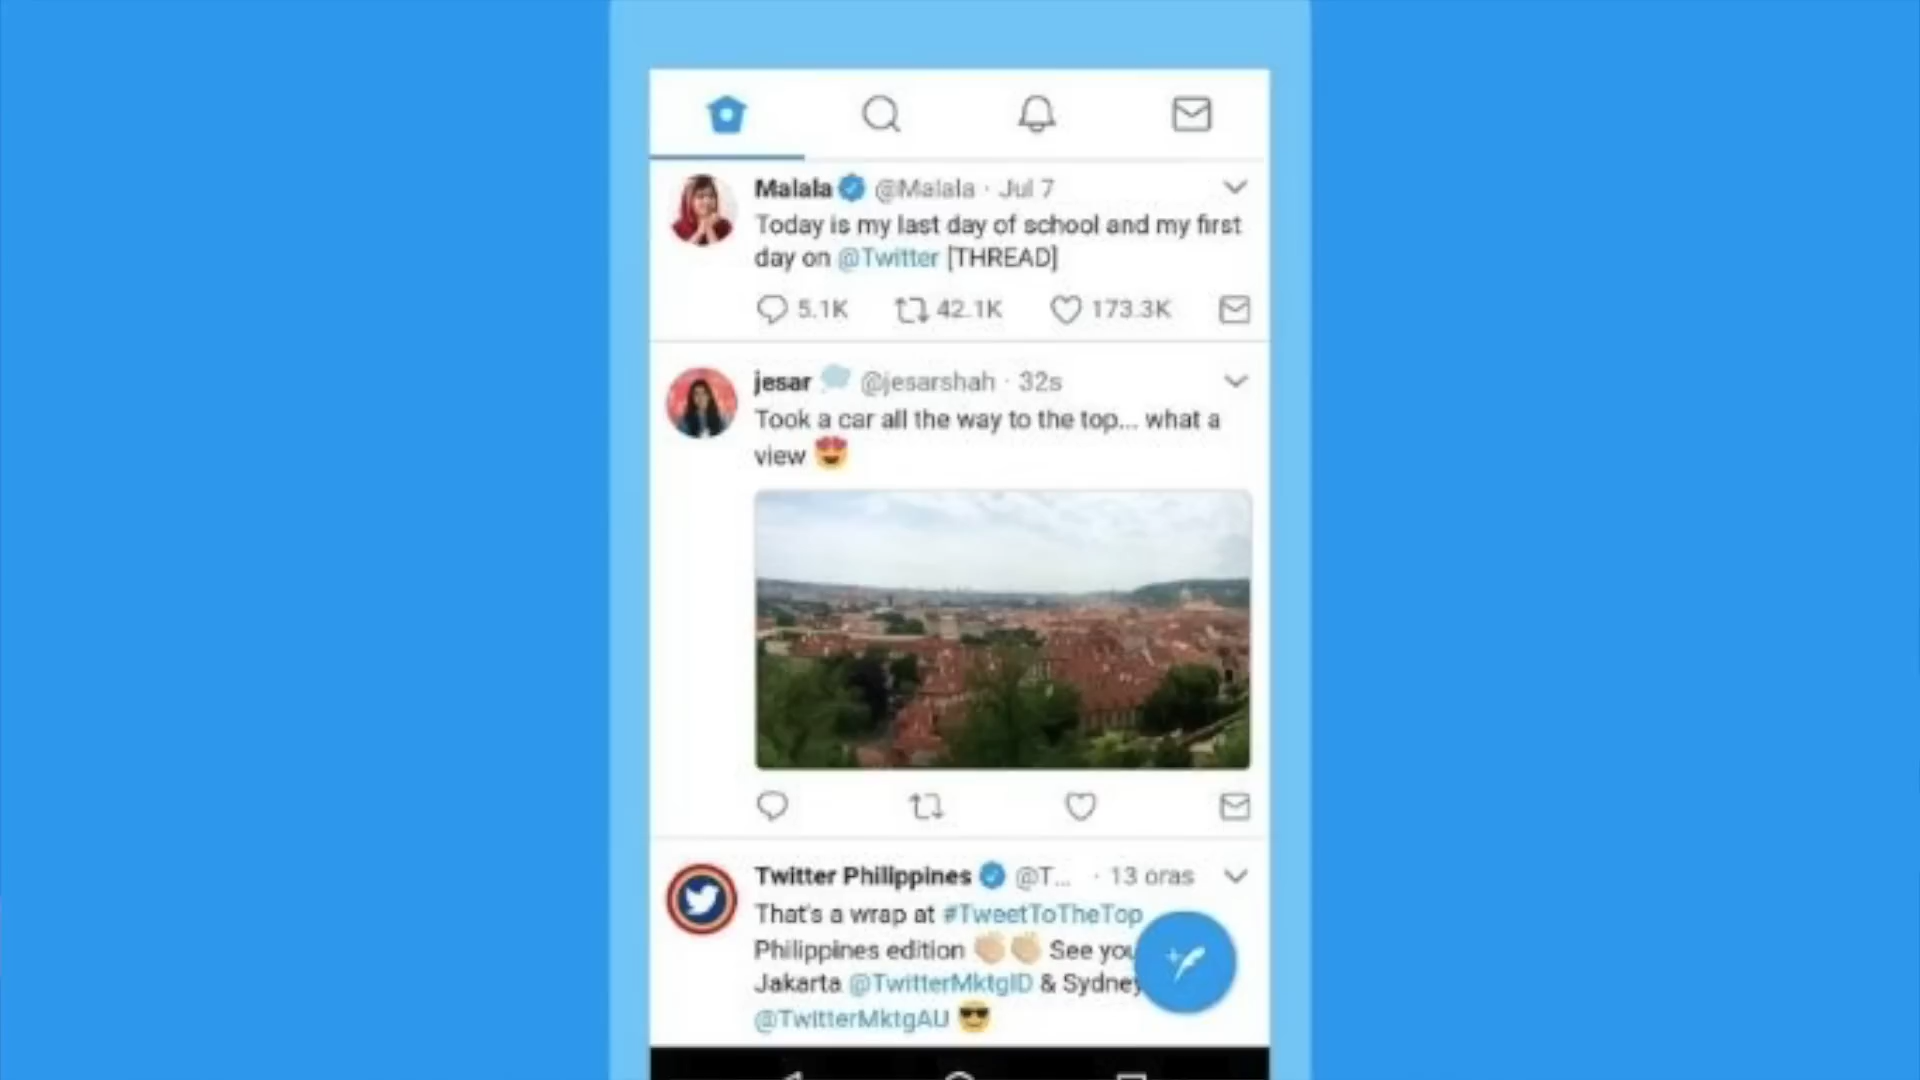 Malala @Malala · Jul 7
Today is my last day of school and my first
day on @Twitter [THREAD]
5.1K 42.1K 173.3K
jesar @jesarshah · 32s
Took a car all the way to the top... what a
view 😍
Twitter Philippines @T... · 13 oras
That's a wrap at #TweetToTheTop
Philippines edition 👏🏼👏🏼 See you
Jakarta @TwitterMktgID & Sydney
@TwitterMktgAU 😎